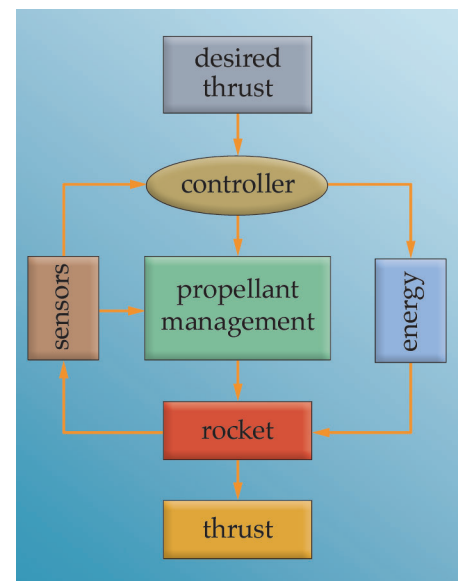 desired
thrust
controller
sensors
propellant
management
energy
rocket
thrust